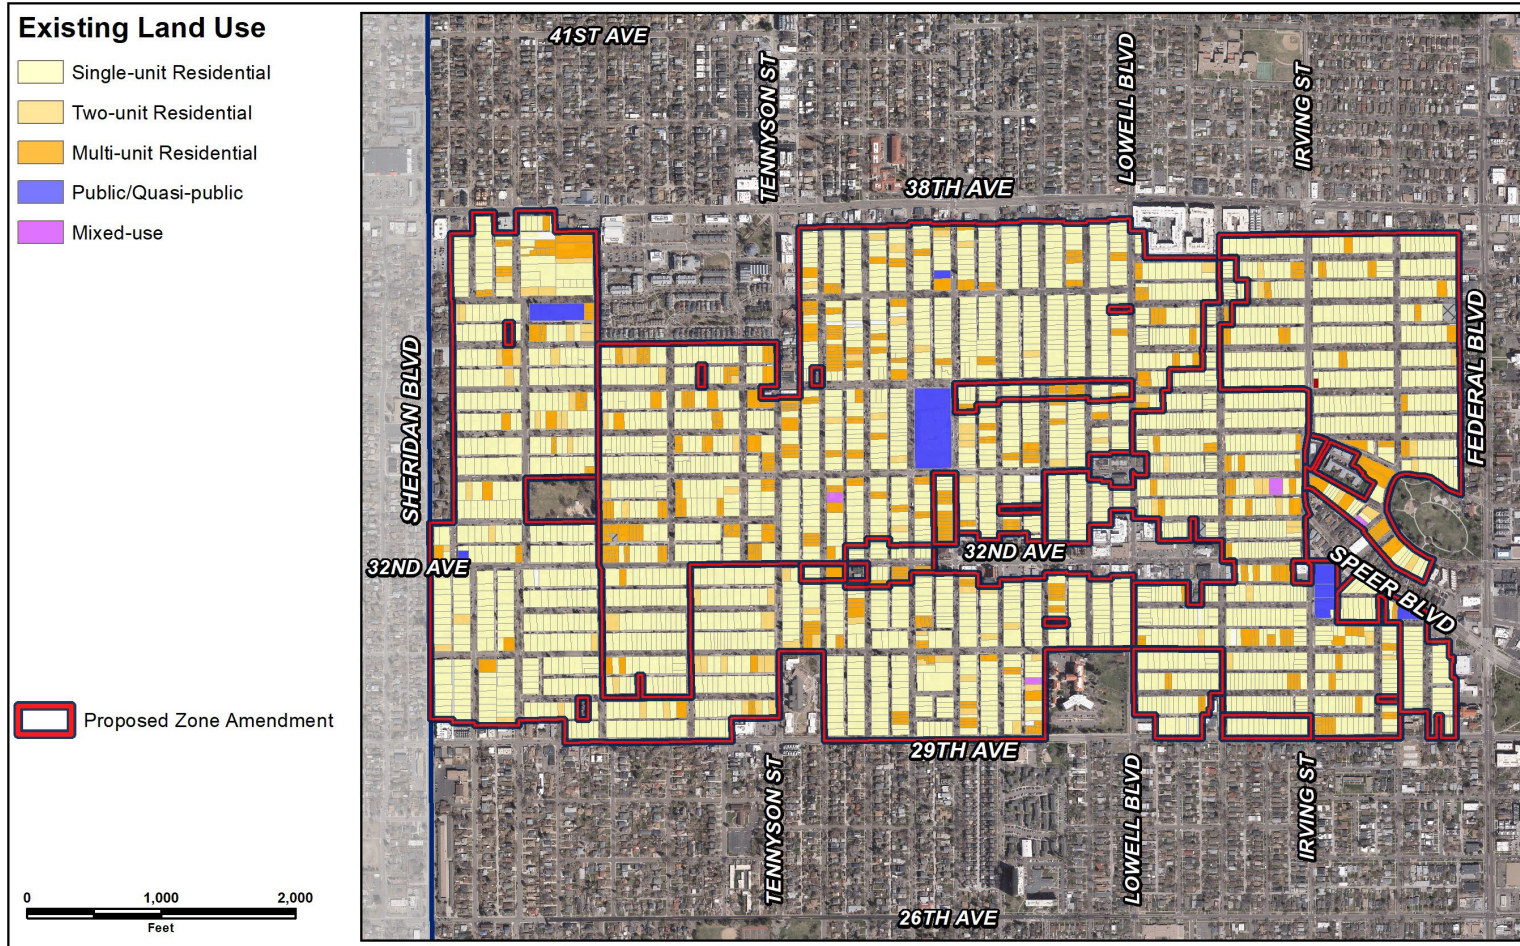 Existing Land Use
Single-unit Residential
Two-unit Residential
Multi-unit Residential
Public/Quasi-public
Mixed-use
Proposed Zone Amendment
0 1,000 2,000
Feet
41ST AVE
TENNYSON ST
LOWELL BLVD
IRVING ST
38TH AVE
SHERIDAN BLVD
FEDERAL BLVD
32ND AVE
32ND AVE
SPEER BLVD
29TH AVE
TENNYSON ST
LOWELL BLVD
IRVING ST
26TH AVE